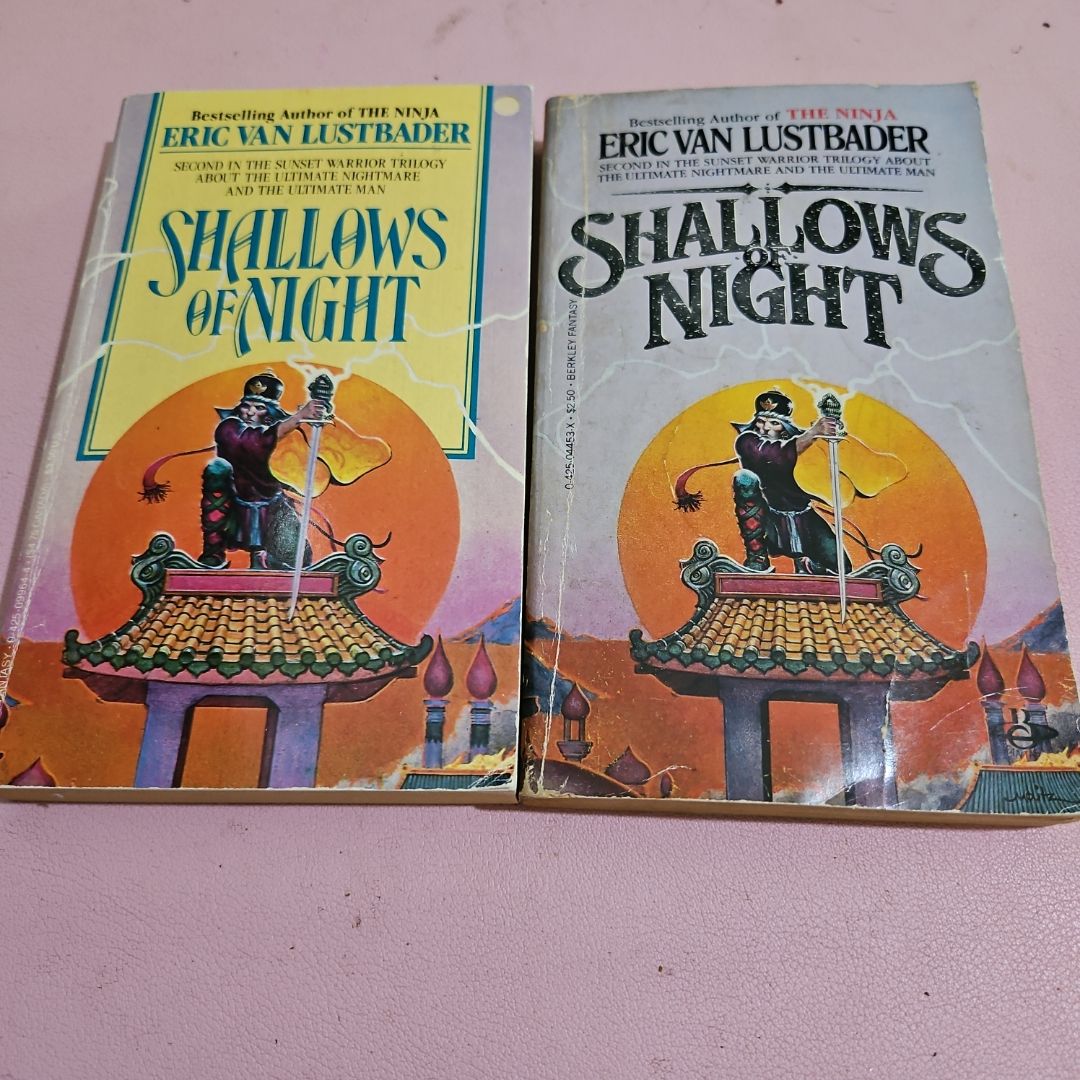 Bestselling Author of THE NINJA
ERIC VAN LUSTBADER
SECOND IN THE SUNSET WARRIOR TRILOGY
ABOUT THE ULTIMATE NIGHTMARE
AND THE ULTIMATE MAN
SHALLOWS
OF NIGHT
Bestselling Author of THE NINJA
ERIC VAN LUSTBADER
SECOND IN THE SUNSET WARRIOR TRILOGY ABOUT
THE ULTIMATE NIGHTMARE AND THE ULTIMATE MAN
SHALLOWS
OF
NIGHT
0-425-04453-X • $2.50 • BERKLEY FANTASY